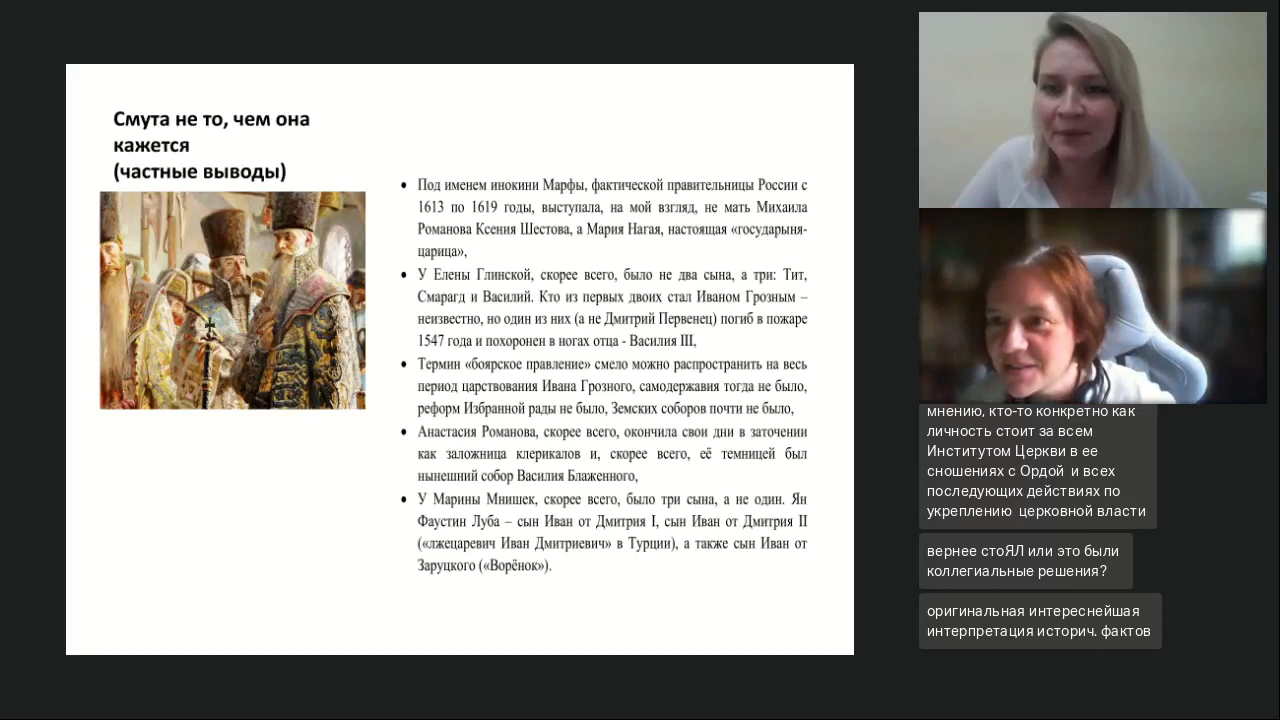 Смута не то, чем она
кажется
(частные выводы)
• Под именем инокини Марфы, фактической правительницы России с
1613 по 1619 годы, выступала, на мой взгляд, не мать Михаила
Романова Ксения Шестова, а Мария Нагая, настоящая «государыня-
царица»,
• У Елены Глинской, скорее всего, было не два сына, а три: Тит,
Смарагд и Василий. Кто из первых двоих стал Иваном Грозным –
неизвестно, но один из них (а не Дмитрий Первенец) погиб в пожаре
1547 года и похоронен в ногах отца - Василия III,
• Термин «боярское правление» смело можно распространить на весь
период царствования Ивана Грозного, самодержавия тогда не было,
реформ Избранной рады не было, Земских соборов почти не было,
• Анастасия Романова, скорее всего, окончила свои дни в заточении
как заложница клерикалов и, скорее всего, её темницей был
нынешний собор Василия Блаженного,
• У Марины Мнишек, скорее всего, было три сына, а не один. Ян
Фаустин Луба – сын Иван от Дмитрия I, сын Иван от Дмитрия II
(«лжецаревич Иван Дмитриевич» в Турции), а также сын Иван от
Заруцкого («Ворёнок»).
мнению, кто-то конкретно как
личность стоит за всем
Институтом Церкви в ее
сношениях с Ордой и всех
последующих действиях по
укреплению церковной власти
вернее стоЯЛ или это были
коллегиальные решения?
оригинальная интереснейшая
интерпретация историч. фактов